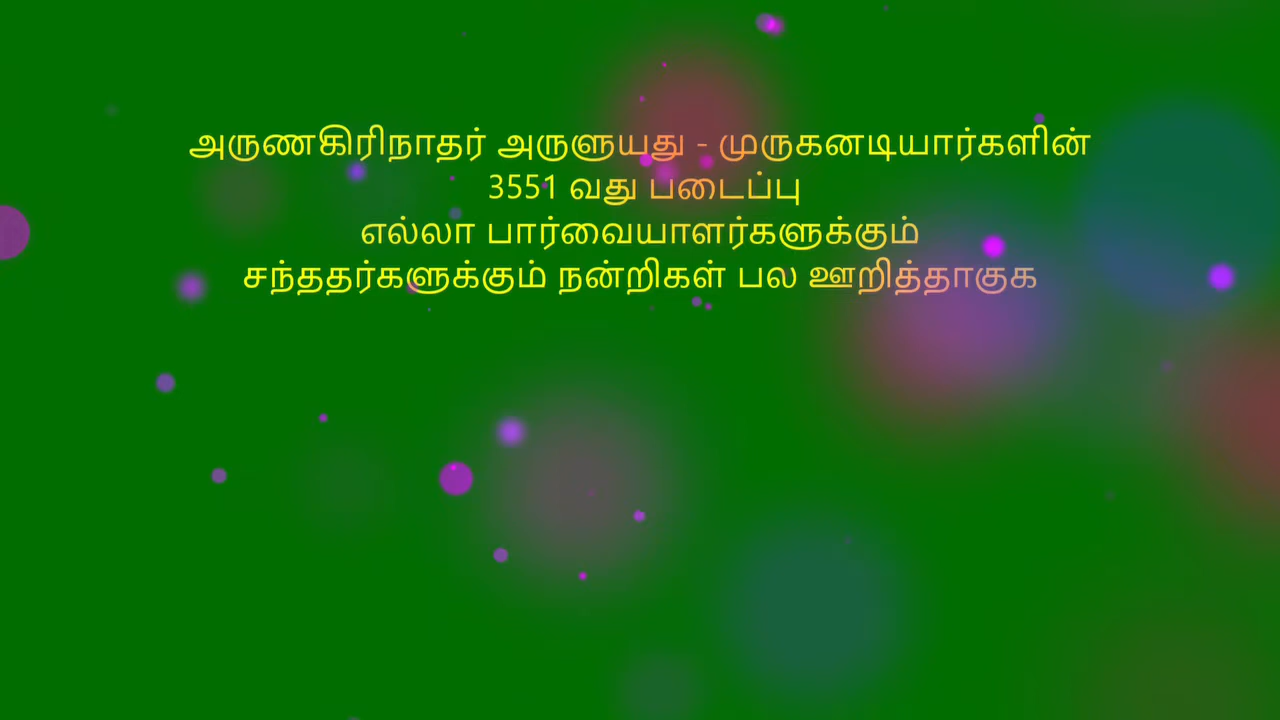 அருணகிரிநாதர் அருளுயது - முருகனடியார்களின்
3551 வது படைப்பு
எல்லா பார்வையாளர்களுக்கும்
சந்ததர்களுக்கும் நன்றிகள் பல ஊறித்தாகுக